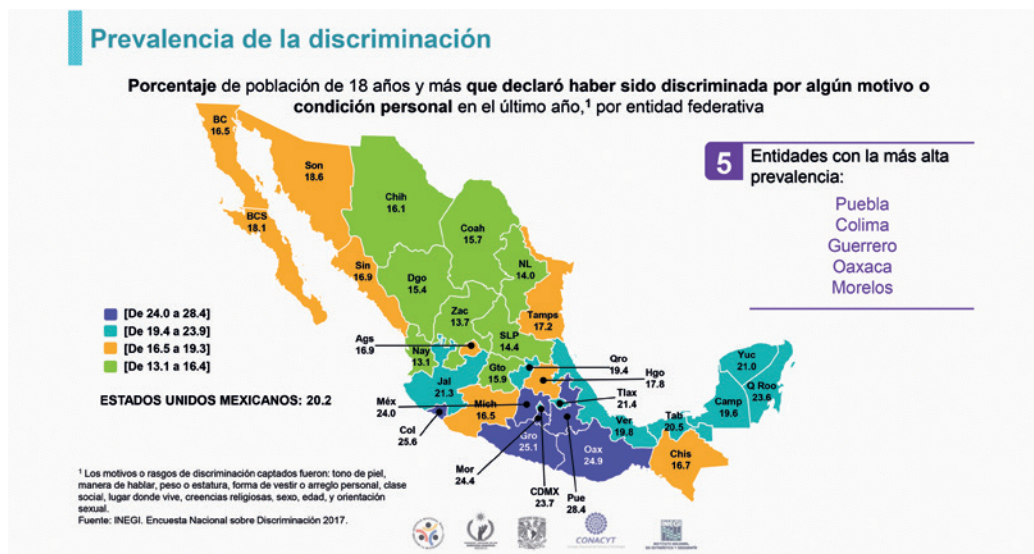 Prevalencia de la discriminación
Porcentaje de población de 18 años y más que declaró haber sido discriminada por algún motivo o
condición personal en el último año,¹ por entidad federativa
BC
16.5
Son
18.6
Chih
16.1
Coah
15.7
BCS
18.1
Sin
16.9
Dgo
15.4
NL
14.0
Zac
13.7
Tamps
17.2
SLP
14.4
Ags
16.9
Nay
13.1
Gto
15.9
Jal
21.3
Qro
19.4
Hgo
17.8
Méx
24.0
Mich
16.5
Tlax
21.4
Col
25.6
Gro
25.1
Oax
24.9
Ver
19.8
Tab
20.5
Camp
19.6
Yuc
21.0
Q Roo
23.6
Chis
16.7
Mor
24.4
CDMX
23.7
Pue
28.4
5
Entidades con la más alta
prevalencia:
Puebla
Colima
Guerrero
Oaxaca
Morelos
[De 24.0 a 28.4]
[De 19.4 a 23.9]
[De 16.5 a 19.3]
[De 13.1 a 16.4]
ESTADOS UNIDOS MEXICANOS: 20.2
¹ Los motivos o rasgos de discriminación captados fueron: tono de piel,
manera de hablar, peso o estatura, forma de vestir o arreglo personal, clase
social, lugar donde vive, creencias religiosas, sexo, edad, y orientación
sexual.
Fuente: INEGI. Encuesta Nacional sobre Discriminación 2017.
CONACYT